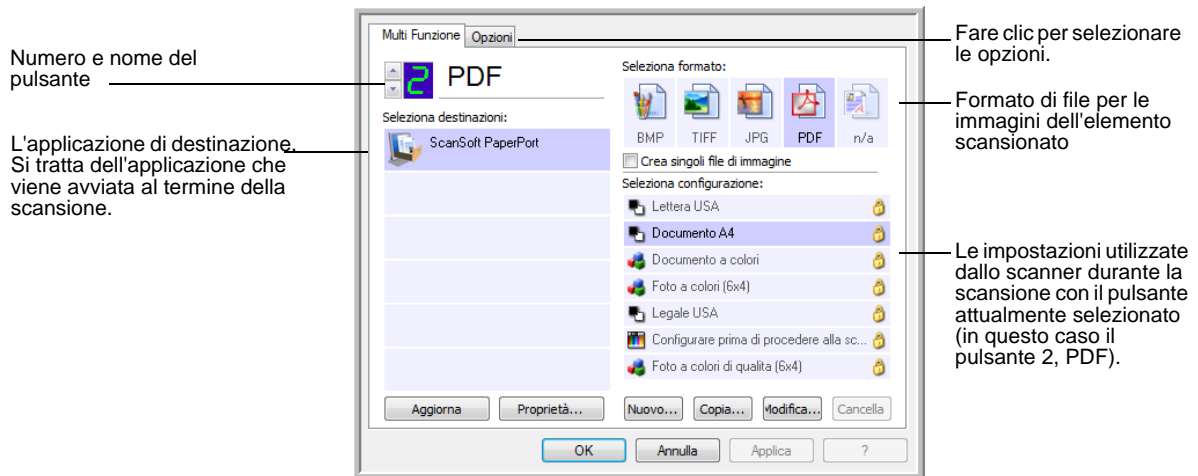 Numero e nome del
pulsante
L'applicazione di destinazione.
Si tratta dell'applicazione che
viene avviata al termine della
scansione.
Multi Funzione
Opzioni
2
PDF
Seleziona destinazioni:
ScanSoft PaperPort
Aggiorna
Proprietà...
Seleziona formato:
BMP
TIFF
JPG
PDF
n/a
Crea singoli file di immagine
Seleziona configurazione:
Lettera USA
Documento A4
Documento a colori
Foto a colori (6x4)
Legale USA
Configurare prima di procedere alla sc...
Foto a colori di qualita (6x4)
Nuovo...
Copia...
Modifica...
Cancella
OK
Annulla
Applica
?
Fare clic per selezionare
le opzioni.
Formato di file per le
immagini dell'elemento
scansionato
Le impostazioni utilizzate
dallo scanner durante la
scansione con il pulsante
attualmente selezionato
(in questo caso il
pulsante 2, PDF).